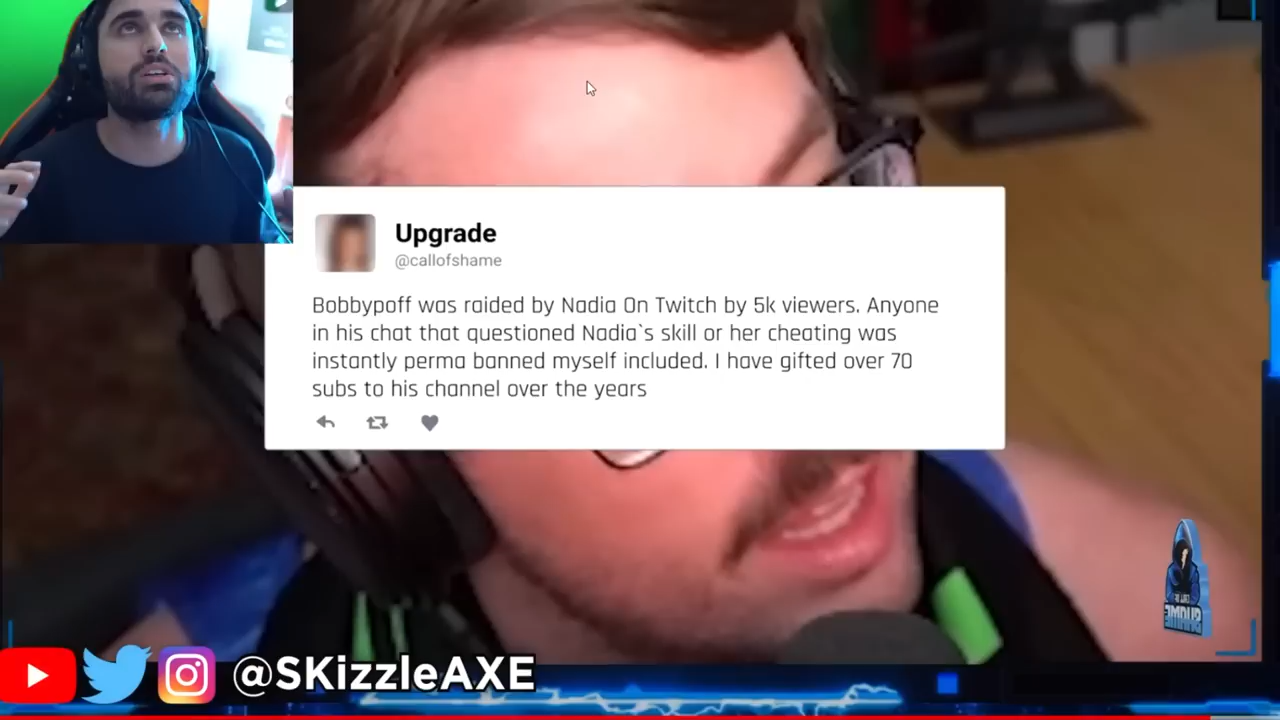 Upgrade
@callofshame
Bobbypoff was raided by Nadia On Twitch by 5k viewers. Anyone
in his chat that questioned Nadia`s skill or her cheating was
instantly perma banned myself included. I have gifted over 70
subs to his channel over the years
@SKizzleAXE